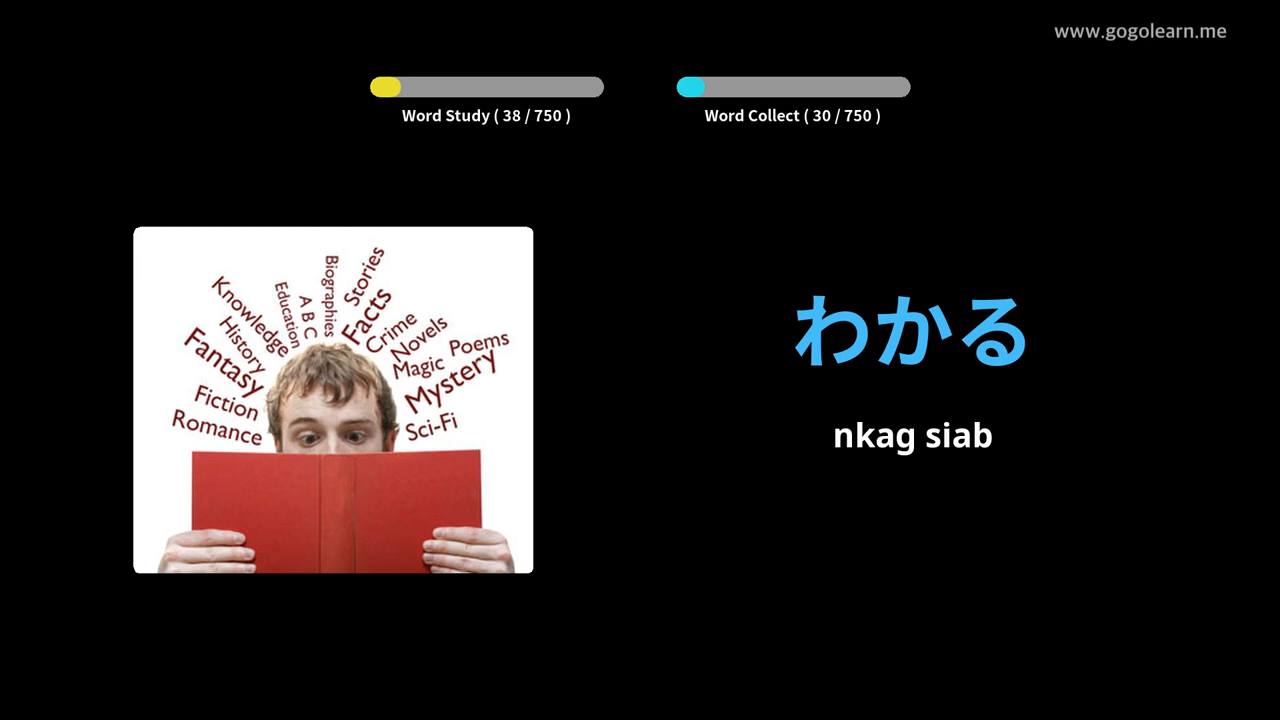 www.gogolearn.me
Word Study ( 38 / 750 )
Word Collect ( 30 / 750 )
Knowledge
History
Fantasy
Fiction
Romance
Education
A B C
Biographies
Stories
Facts
Crime
Novels
Magic
Poems
Mystery
Sci-Fi
わかる
nkag siab